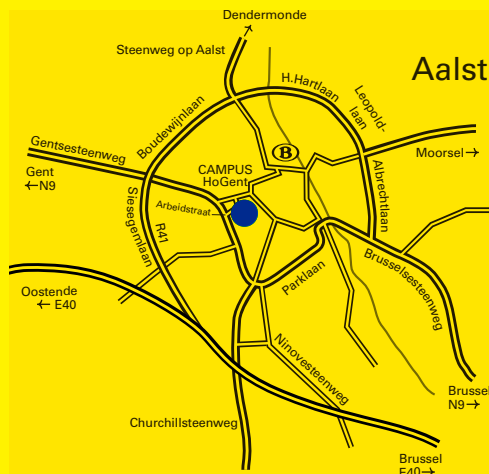 Dendermonde
Steenweg op Aalst
Aalst
H.Hartlaan
Leopold-
laan
Boudewijnlaan
Gentsesteenweg
B
Moorsel
CAMPUS
HoGent
Gent
N9
Albrechtlaan
Arbeidstraat
Siesegemlaan
R41
Oostende
E40
Parklaan
Brusselsesteenweg
Ninovesteenweg
Brussel
N9
Churchillsteenweg
Brussel
E40